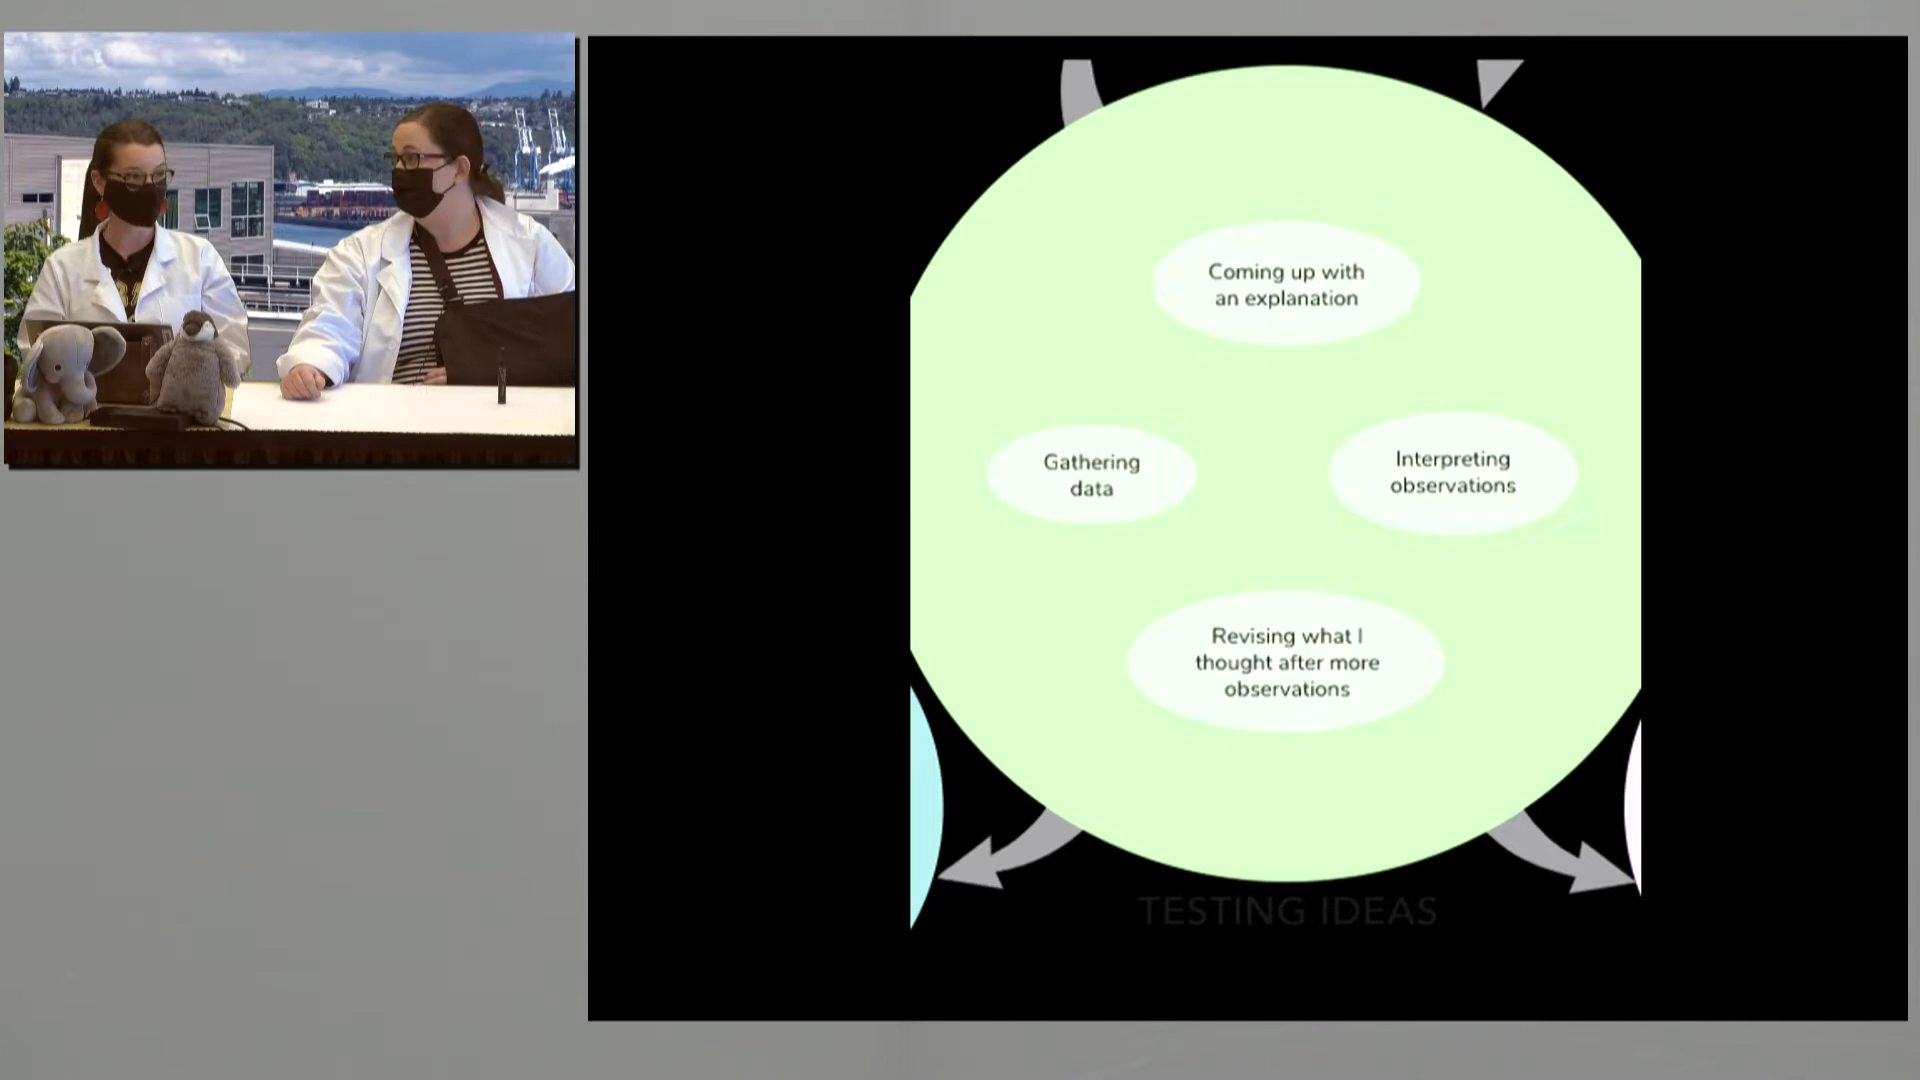 Coming up with
an explanation
Gathering
data
Interpreting
observations
Revising what I
thought after more
observations
TESTING IDEAS